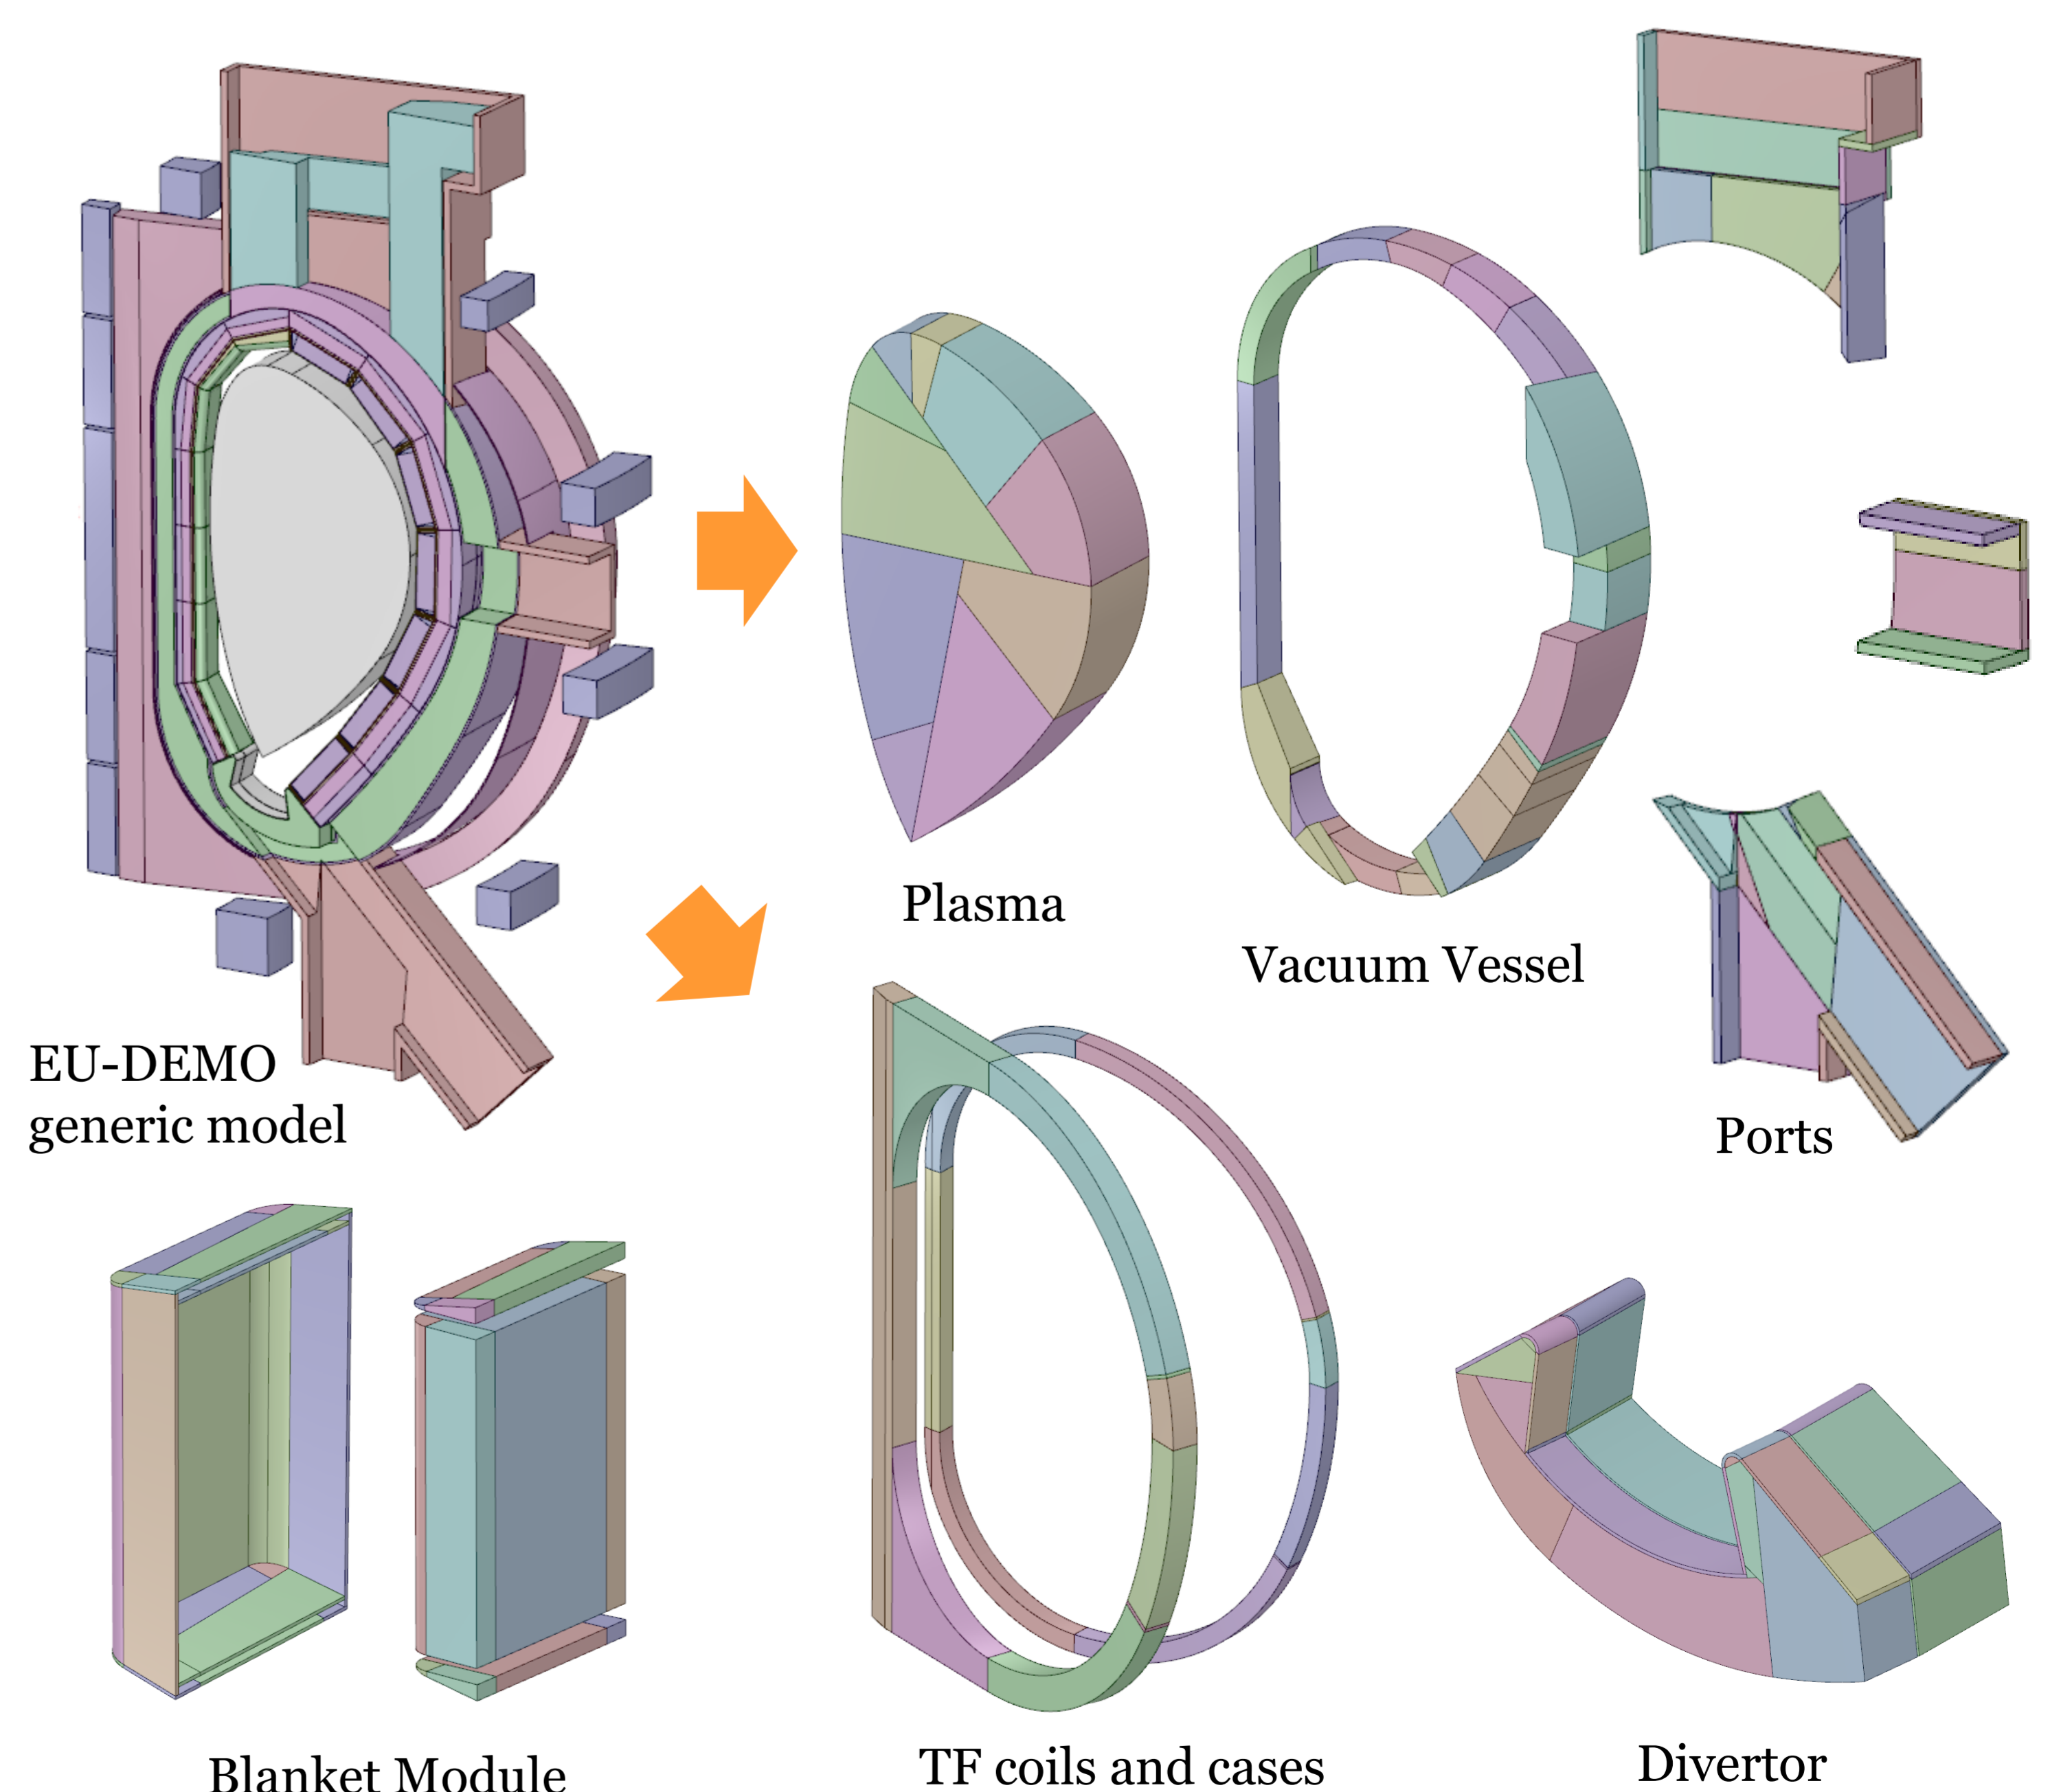 Plasma
Vacuum Vessel
EU-DEMO
generic model
Ports
Blanket Module
TF coils and cases
Divertor